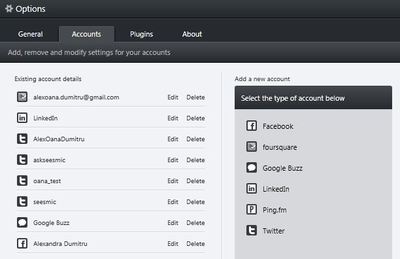 Options
General Accounts Plugins About
Add, remove and modify settings for your accounts
Existing account details
alexoana.dumitru@gmail.com Edit Delete
LinkedIn Edit Delete
AlexOanaDumitru Edit Delete
askseesmic Edit Delete
oana_test Edit Delete
seesmic Edit Delete
Google Buzz Edit Delete
Alexandra Dumitru Edit Delete
Add a new account
Select the type of account below
Facebook
foursquare
Google Buzz
LinkedIn
Ping.fm
Twitter